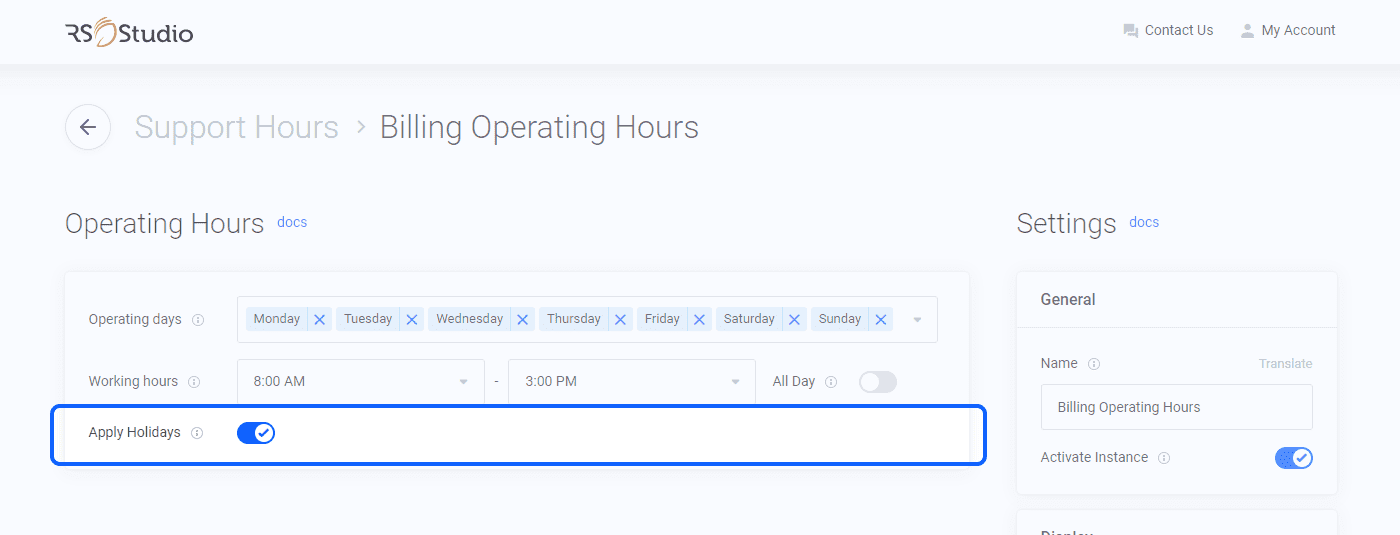 RS Studio
Contact Us
My Account
Support Hours > Billing Operating Hours
Operating Hours docs
Operating days
Monday Tuesday Wednesday Thursday Friday Saturday Sunday
Working hours
8:00 AM - 3:00 PM
All Day
Apply Holidays
Settings docs
General
Name
Translate
Billing Operating Hours
Activate Instance
Display